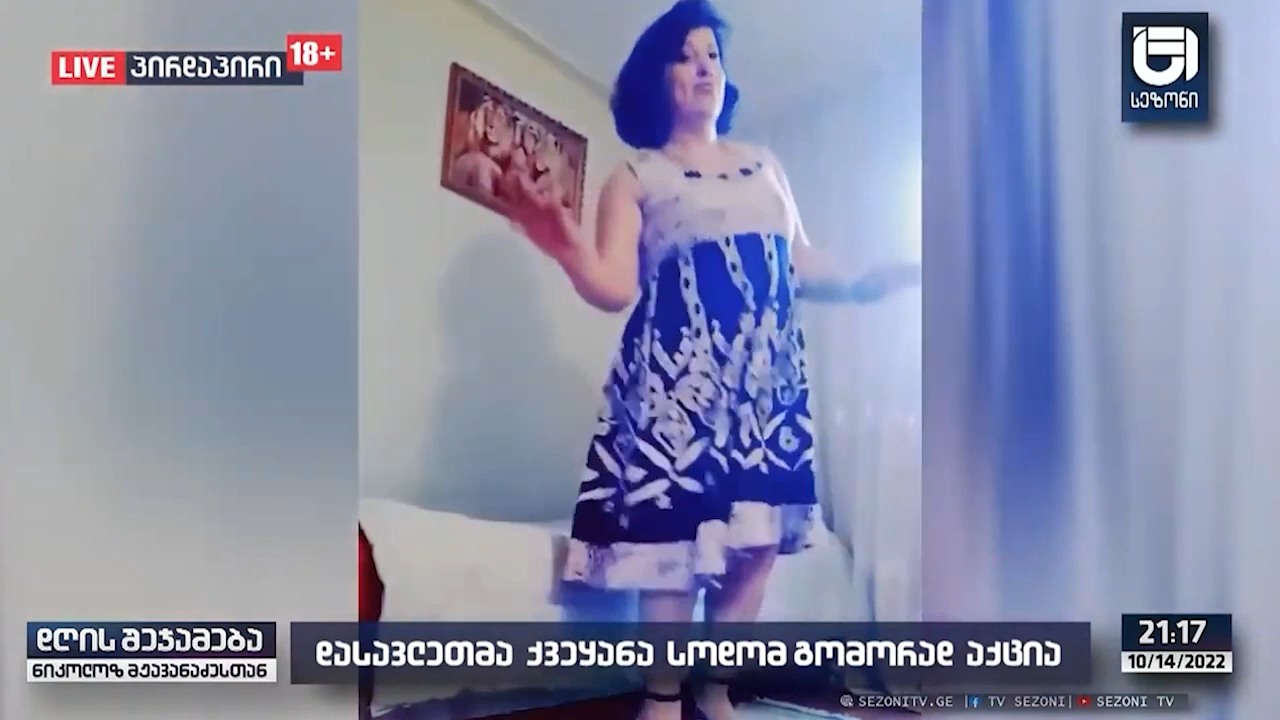 LIVE პირდაპირი 18+
სეზონი
დღის შეჯამება
ნიკოლოზ მჟავანაძესთან
დასავლეთმა ქვეყანა სოდომ გომორად აქცია
21:17
10/14/2022
SEZONITV.GE | TV SEZONI | SEZONI TV